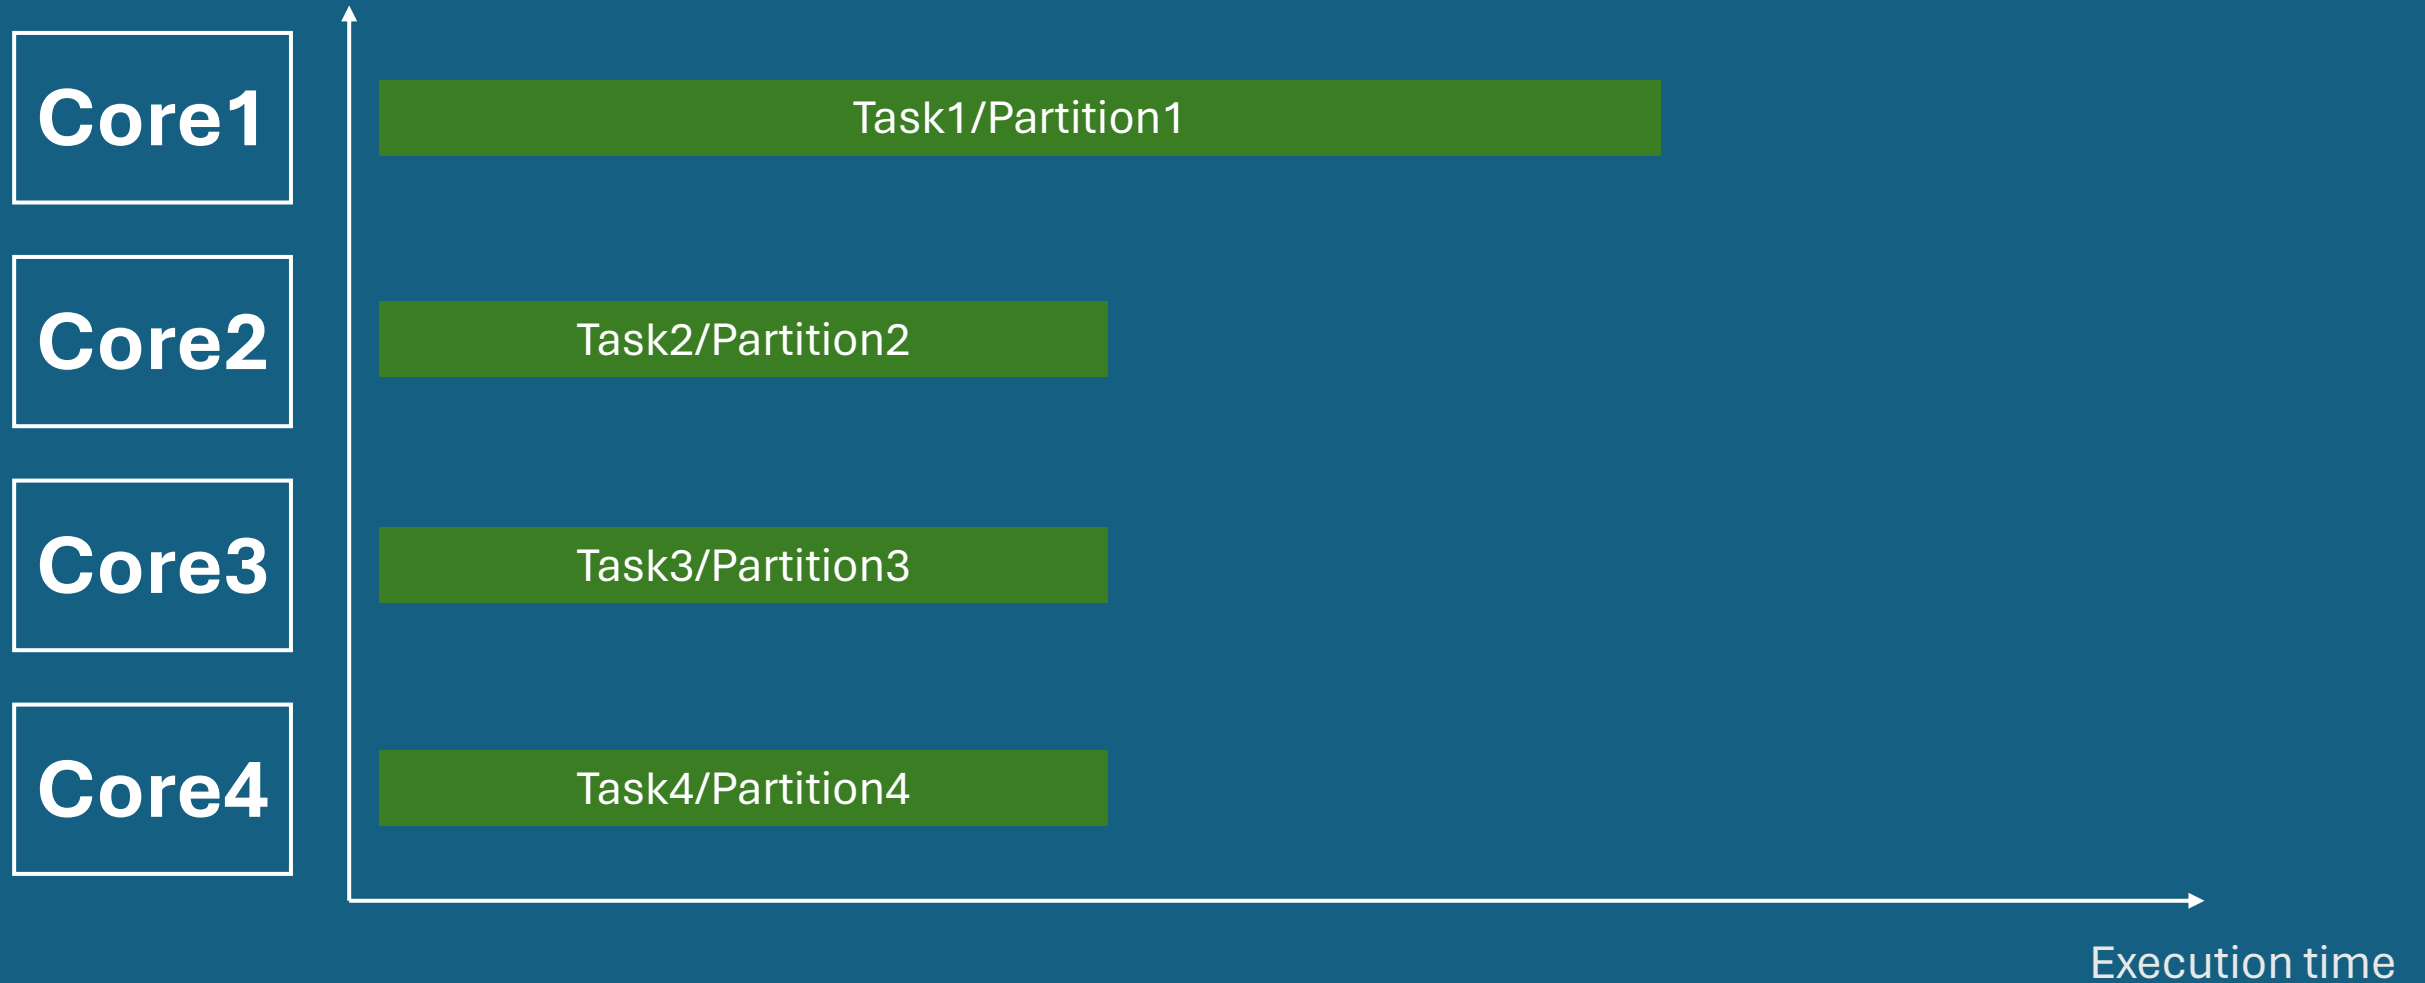 Core1
Task1/Partition1
Core2
Task2/Partition2
Core3
Task3/Partition3
Core4
Task4/Partition4
Execution time